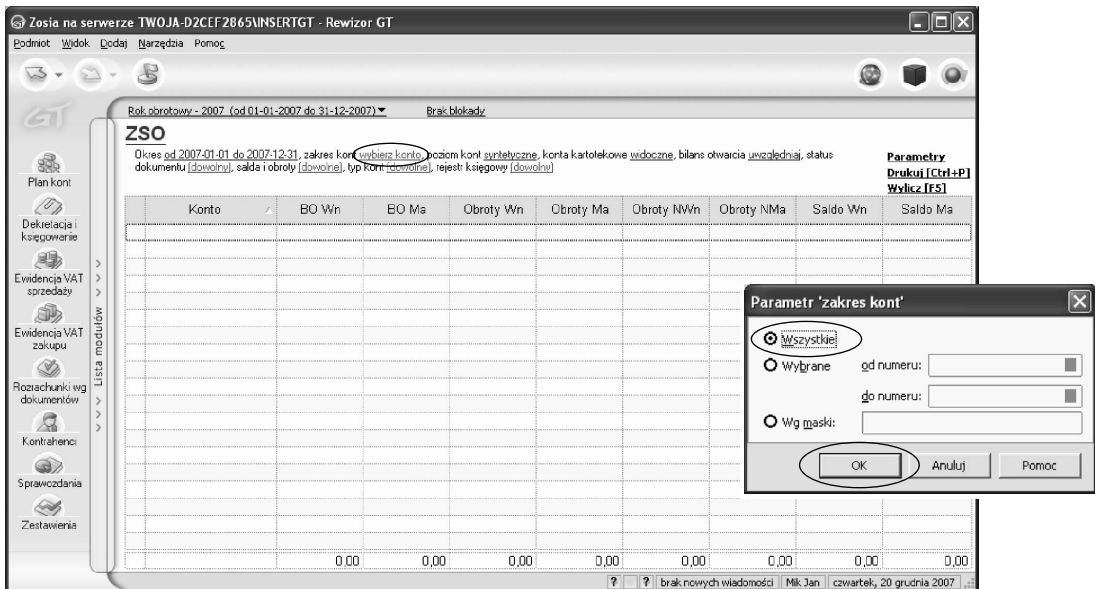 Zosia na serwerze TWOJA-D2CEF2865\INSERTGT - Rewizor GT
Podmiot Widok Dodaj Narzędzia Pomoc
GT
Rok obrotowy - 2007 (od 01-01-2007 do 31-12-2007) Brak blokady
ZSO
Okres od 2007-01-01 do 2007-12-31, zakres kont wybierz konto, poziom kont syntetyczne, konta kartotekowe widoczne, bilans otwarcia uwzględniaj, status
dokumentu (dowolny), salda i obroty (dowolne), typ kont (dowolne), rejestr księgowy (dowolny)
Parametry
Drukuj [Ctrl+P]
Wylicz [F5]
Konto BO Wn BO Ma Obroty Wn Obroty Ma Obroty NWn Obroty NMa Saldo Wn Saldo Ma
Plan kont
Dekretacja i
księgowanie
Ewidencja VAT
sprzedaży
Ewidencja VAT
zakupu
Rozrachunki wg
dokumentów
Kontrahenci
Sprawozdania
Zestawienia
Lista modułów
Parametr 'zakres kont'
Wszystkie
Wybrane od numeru:
do numeru:
Wg maski:
OK Anuluj Pomoc
0,00 0,00 0,00 0,00 0,00 0,00 0,00 0,00
? ? brak nowych wiadomości Mik Jan czwartek, 20 grudnia 2007